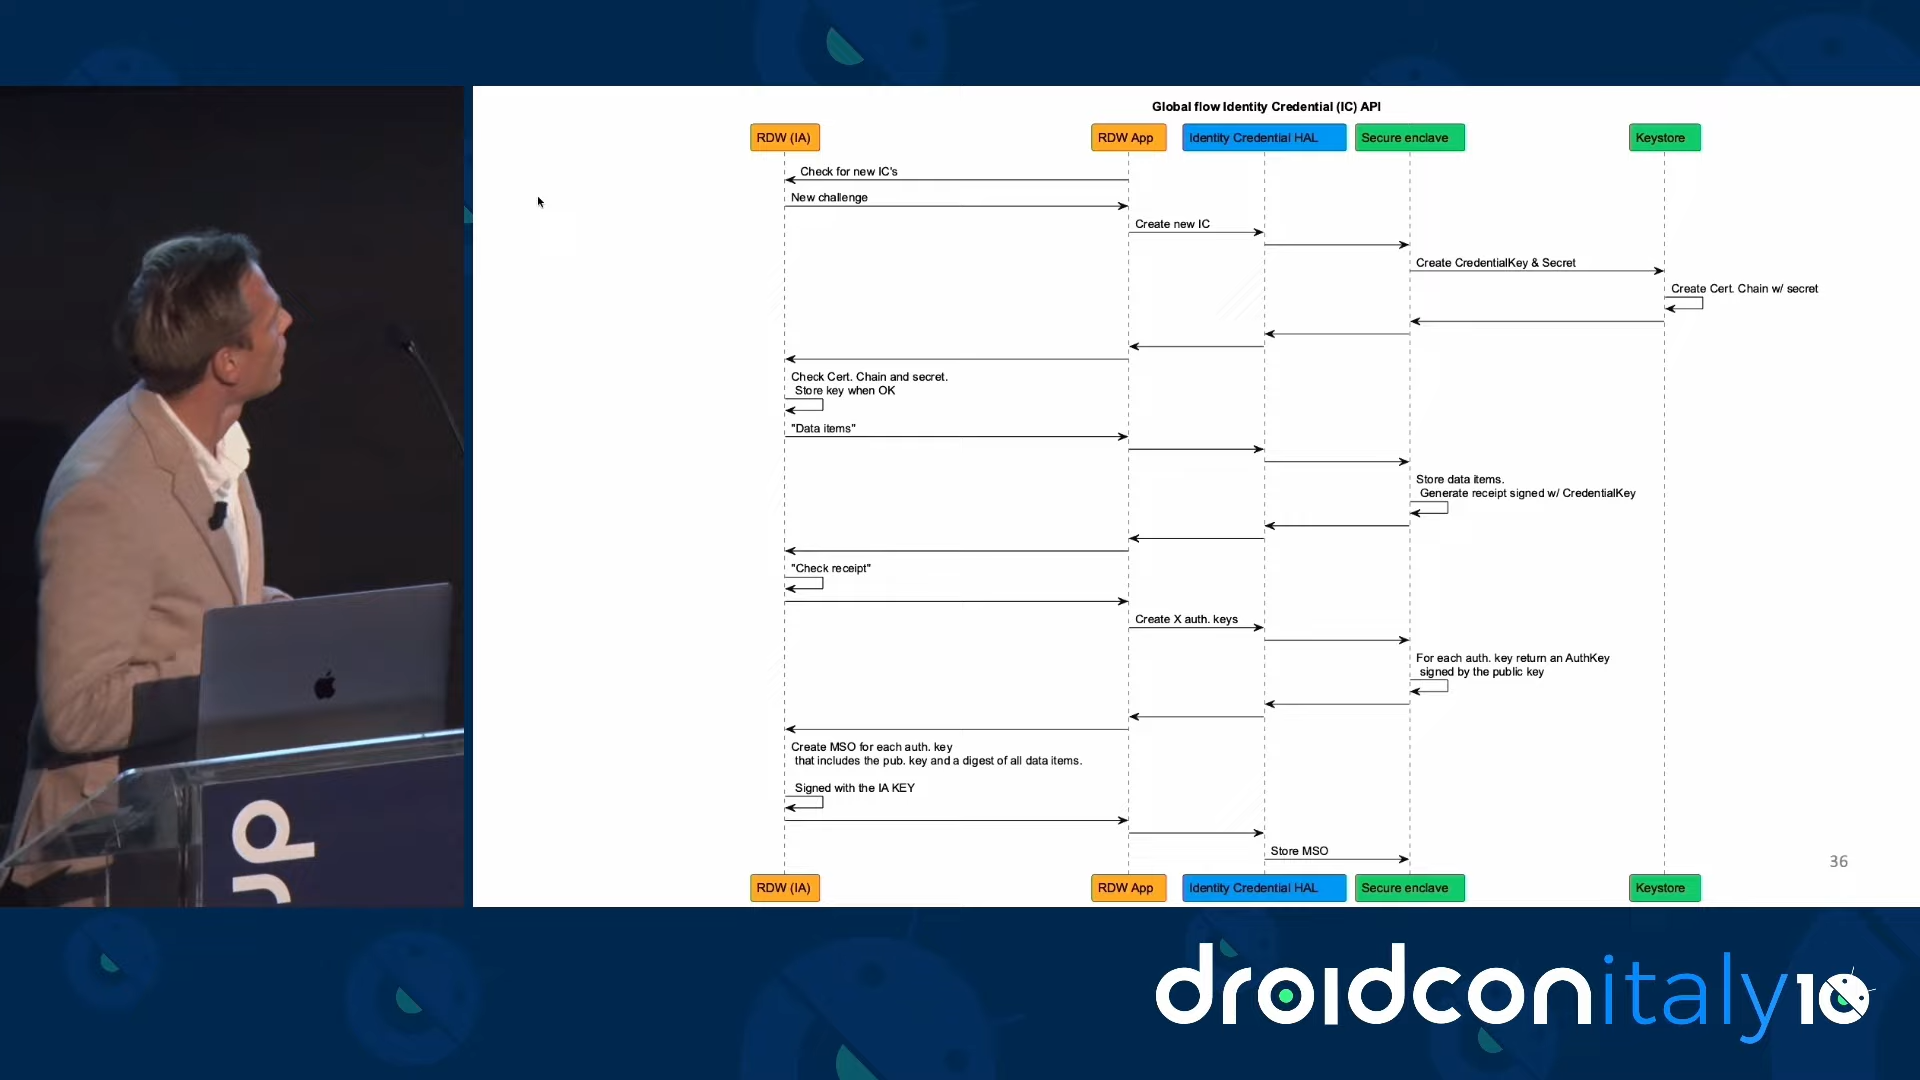 Global flow Identity Credential (IC) API
RDW (IA)
RDW App
Identity Credential HAL
Secure enclave
Keystore
Check for new IC's
New challenge
Create new IC
Create CredentialKey & Secret
Create Cert. Chain w/ secret
Check Cert. Chain and secret.
Store key when OK
"Data items"
Store data items.
Generate receipt signed w/ CredentialKey
"Check receipt"
Create X auth. keys
For each auth. key return an AuthKey
signed by the public key
Create MSO for each auth. key
that includes the pub. key and a digest of all data items.
Signed with the IA KEY
Store MSO
36
RDW (IA)
RDW App
Identity Credential HAL
Secure enclave
Keystore
droidconitaly10